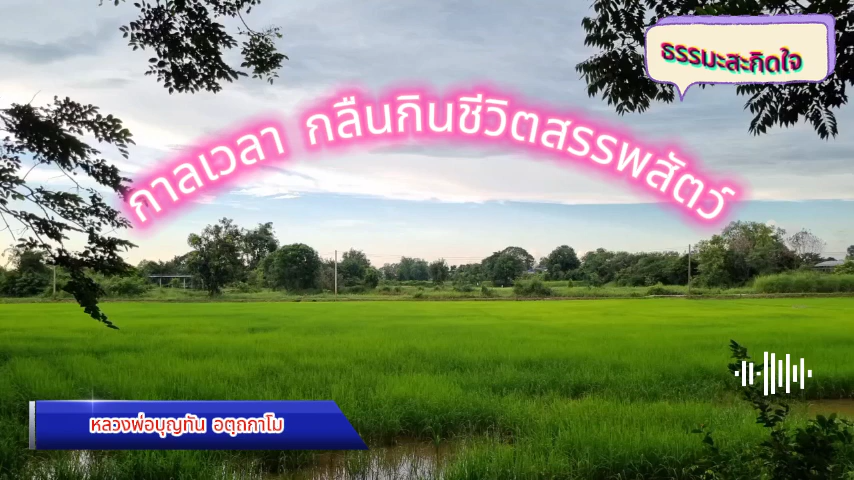 ธรรมะสะกิดใจ
กาลเวลา กลืนกินชีวิตสรรพสัตว์
หลวงพ่อบุญทัน อตฺถกาโม